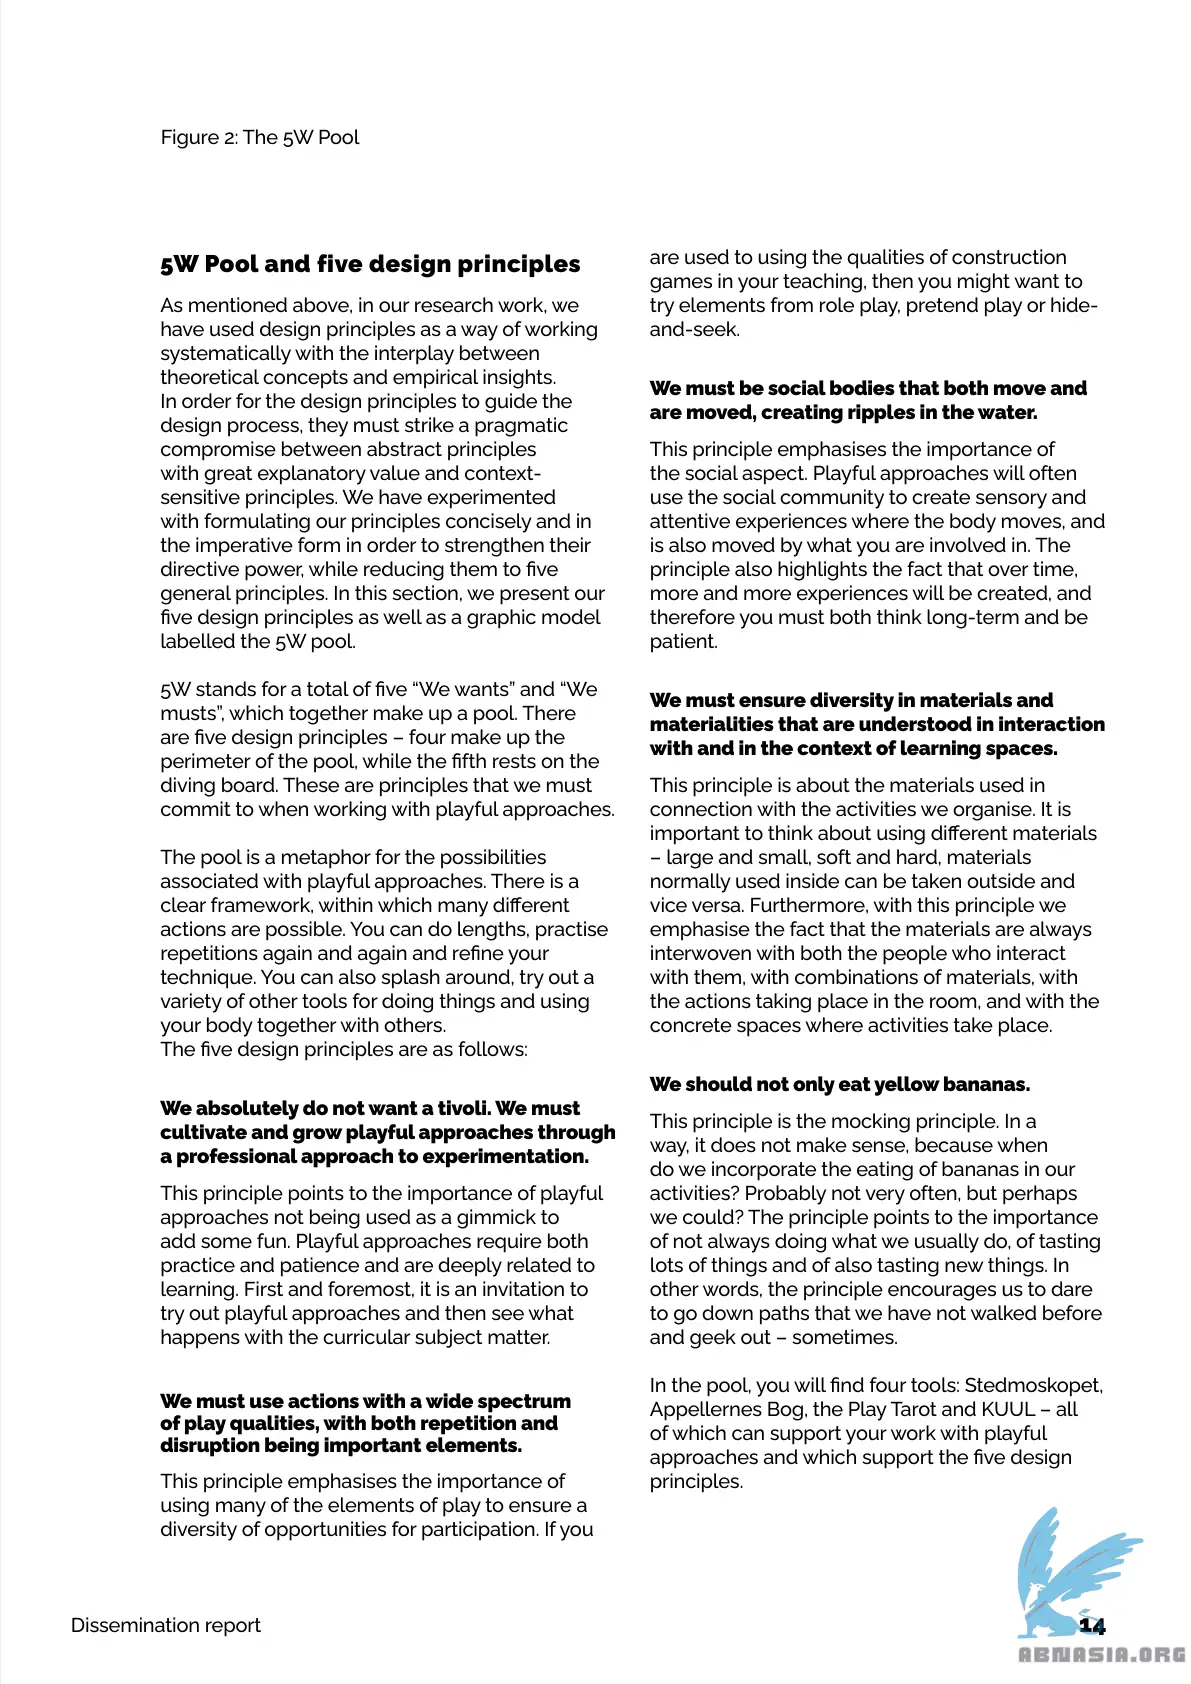 Figure 2: The 5W Pool
5W Pool and five design principles
As mentioned above, in our research work, we
have used design principles as a way of working
systematically with the interplay between
theoretical concepts and empirical insights.
In order for the design principles to guide the
design process, they must strike a pragmatic
compromise between abstract principles
with great explanatory value and context-
sensitive principles. We have experimented
with formulating our principles concisely and in
the imperative form in order to strengthen their
directive power, while reducing them to five
general principles. In this section, we present our
five design principles as well as a graphic model
labelled the 5W pool.
5W stands for a total of five “We wants” and “We
musts”, which together make up a pool. There
are five design principles – four make up the
perimeter of the pool, while the fifth rests on the
diving board. These are principles that we must
commit to when working with playful approaches.
The pool is a metaphor for the possibilities
associated with playful approaches. There is a
clear framework, within which many different
actions are possible. You can do lengths, practise
repetitions again and again and refine your
technique. You can also splash around, try out a
variety of other tools for doing things and using
your body together with others.
The five design principles are as follows:
We absolutely do not want a tivoli. We must
cultivate and grow playful approaches through
a professional approach to experimentation.
This principle points to the importance of playful
approaches not being used as a gimmick to
add some fun. Playful approaches require both
practice and patience and are deeply related to
learning. First and foremost, it is an invitation to
try out playful approaches and then see what
happens with the curricular subject matter.
We must use actions with a wide spectrum
of play qualities, with both repetition and
disruption being important elements.
This principle emphasises the importance of
using many of the elements of play to ensure a
diversity of opportunities for participation. If you
are used to using the qualities of construction
games in your teaching, then you might want to
try elements from role play, pretend play or hide-
and-seek.
We must be social bodies that both move and
are moved, creating ripples in the water.
This principle emphasises the importance of
the social aspect. Playful approaches will often
use the social community to create sensory and
attentive experiences where the body moves, and
is also moved by what you are involved in. The
principle also highlights the fact that over time,
more and more experiences will be created, and
therefore you must both think long-term and be
patient.
We must ensure diversity in materials and
materialities that are understood in interaction
with and in the context of learning spaces.
This principle is about the materials used in
connection with the activities we organise. It is
important to think about using different materials
– large and small, soft and hard, materials
normally used inside can be taken outside and
vice versa. Furthermore, with this principle we
emphasise the fact that the materials are always
interwoven with both the people who interact
with them, with combinations of materials, with
the actions taking place in the room, and with the
concrete spaces where activities take place.
We should not only eat yellow bananas.
This principle is the mocking principle. In a
way, it does not make sense, because when
do we incorporate the eating of bananas in our
activities? Probably not very often, but perhaps
we could? The principle points to the importance
of not always doing what we usually do, of tasting
lots of things and of also tasting new things. In
other words, the principle encourages us to dare
to go down paths that we have not walked before
and geek out – sometimes.
In the pool, you will find four tools: Stedmoskopet,
Appellernes Bog, the Play Tarot and KUUL – all
of which can support your work with playful
approaches and which support the five design
principles.
Dissemination report
14
ABNASIA.ORG